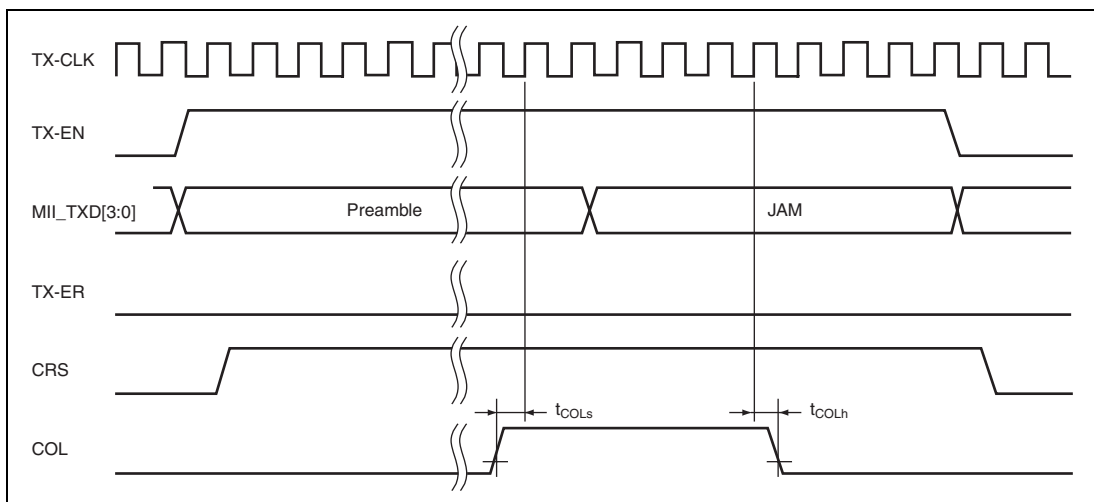 TX-CLK
TX-EN
MII_TXD[3:0]
Preamble
JAM
TX-ER
CRS
tCOLs
tCOLh
COL